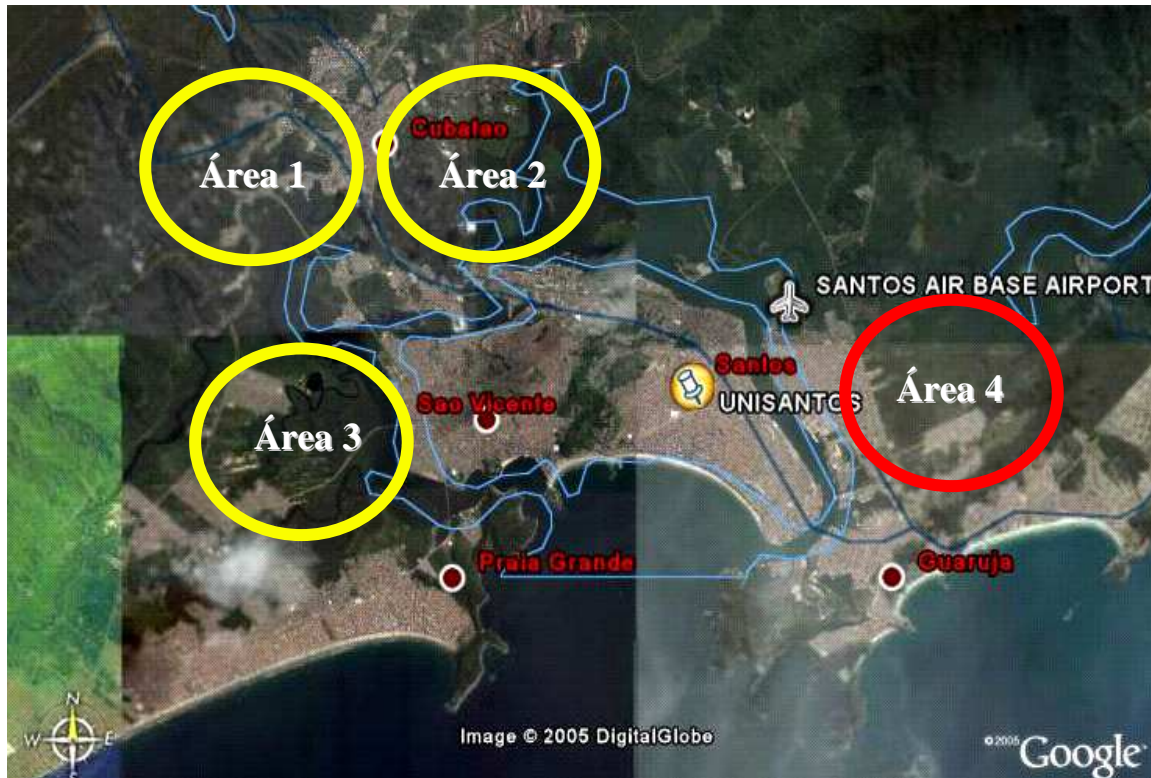 Cubatao
Área 1
Área 2
SANTOS AIR BASE AIRPORT
Santos
Área 4
UNISANTOS
Sao Vicente
Área 3
Praia Grande
Guaruja
N
W
E
S
Image © 2005 DigitalGlobe
©2005 Google